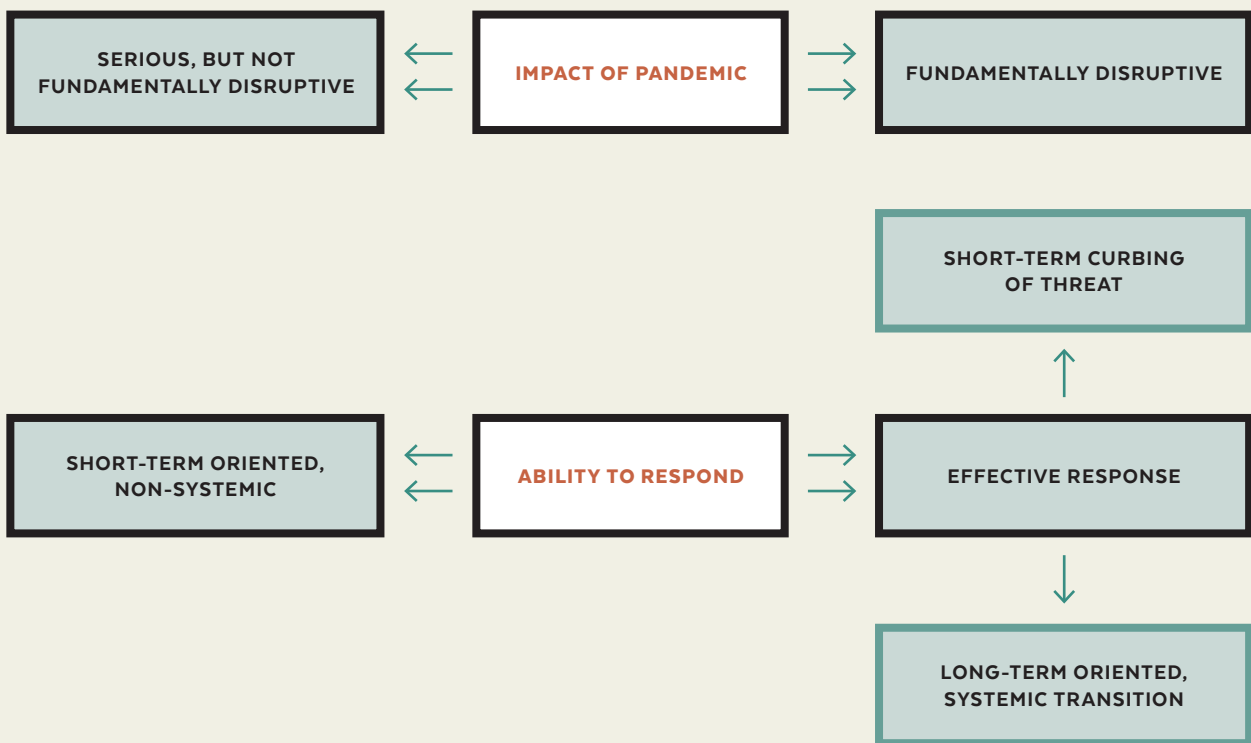 SERIOUS, BUT NOT
FUNDAMENTALLY DISRUPTIVE
IMPACT OF PANDEMIC
FUNDAMENTALLY DISRUPTIVE
SHORT-TERM CURBING
OF THREAT
SHORT-TERM ORIENTED,
NON-SYSTEMIC
ABILITY TO RESPOND
EFFECTIVE RESPONSE
LONG-TERM ORIENTED,
SYSTEMIC TRANSITION